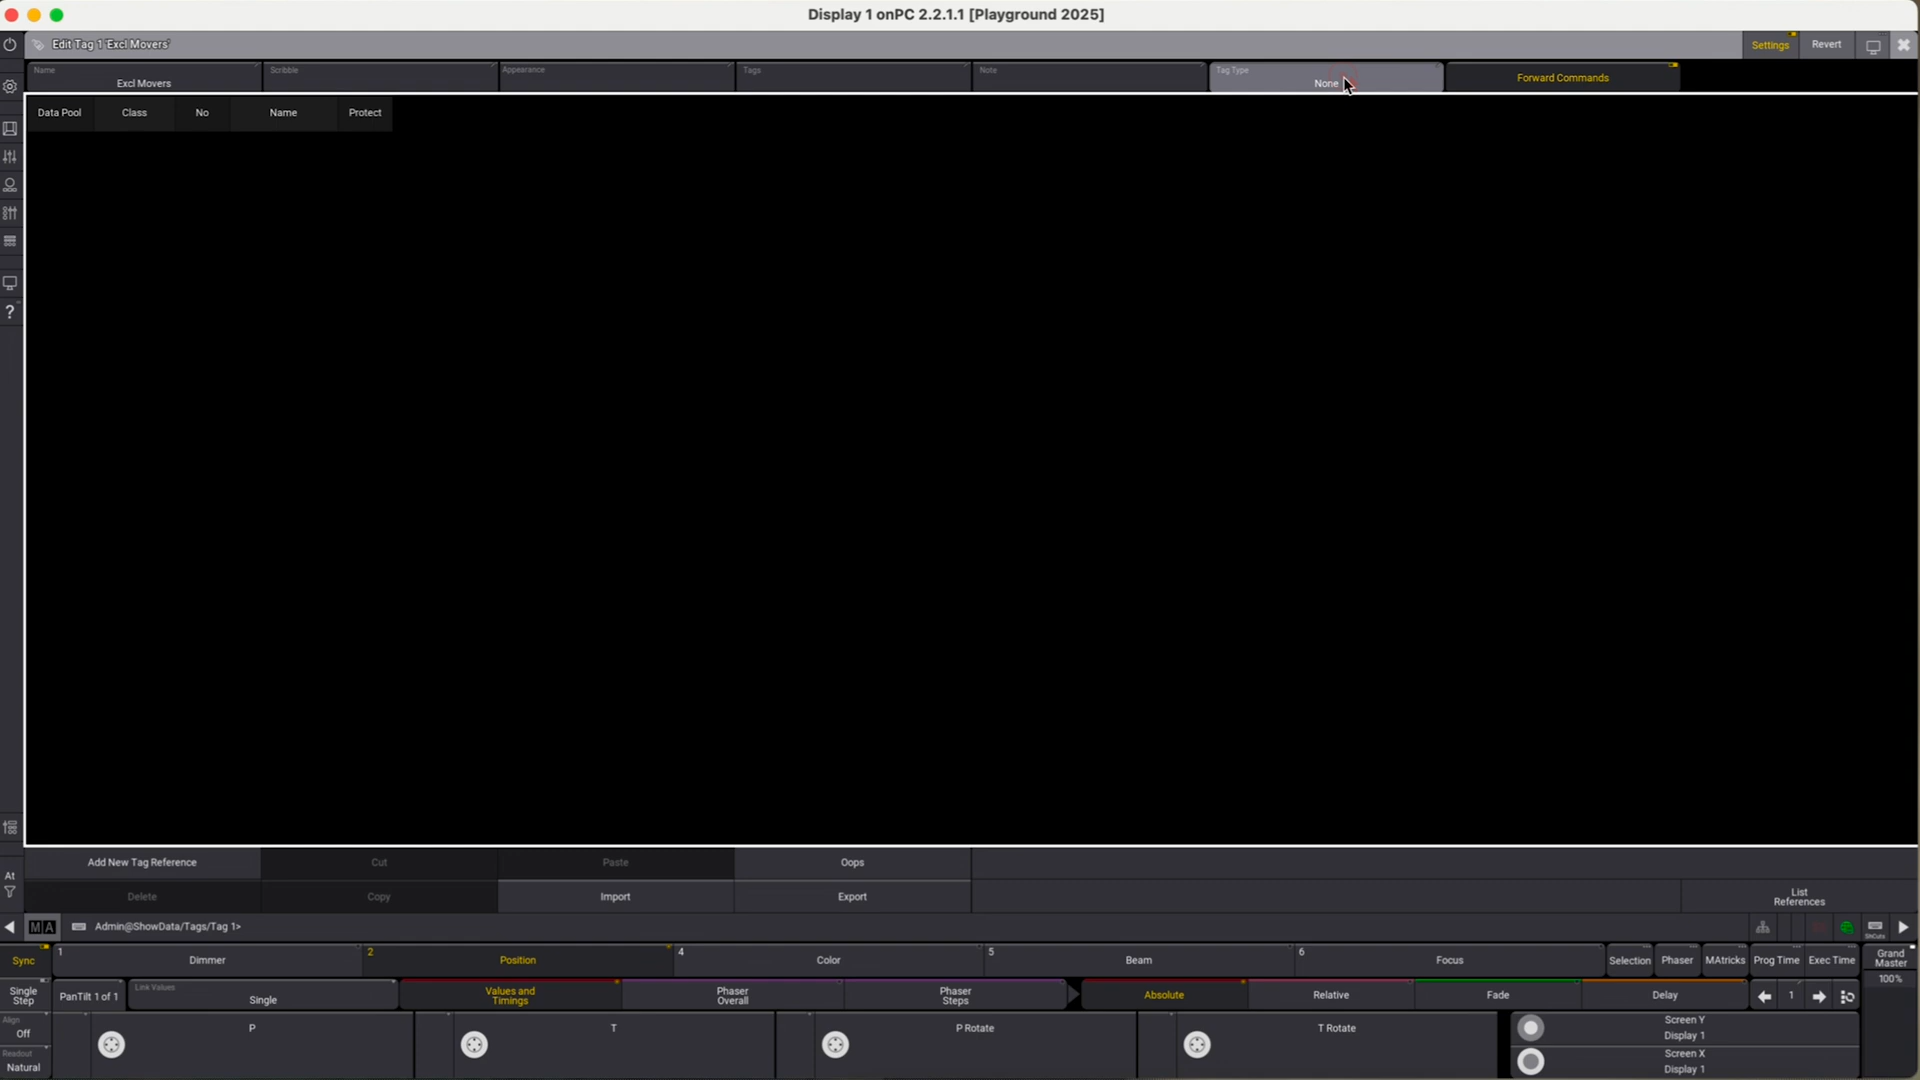 Display 1 onPC 2.2.1.1 [Playground 2025]
Edit Tag 1 'Excl Movers'
Settings
Revert
Name
Excl Movers
Scribble
Appearance
Tags
Note
Tag Type
None
Forward Commands
Data Pool
Class
No
Name
Protect
?
Add New Tag Reference
Cut
Paste
Oops
At
Delete
Copy
Import
Export
List
References
MA
Admin@ShowData/Tags/Tag 1>
ShCuts
Sync
1
Dimmer
2
Position
4
Color
5
Beam
6
Focus
Selection
Phaser
MAtricks
Prog Time
Exec Time
Grand
Master
100%
Single
Step
PanTilt 1 of 1
Link Values
Single
Values and
Timings
Phaser
Overall
Phaser
Steps
Absolute
Relative
Fade
Delay
1
Align
Off
Readout
Natural
P
T
P Rotate
T Rotate
Screen Y
Display 1
Screen X
Display 1